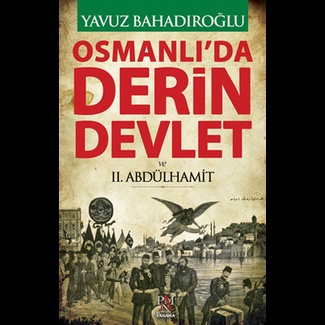 YAVUZ BAHADIROĞLU
OSMANLI'DA
DERİN
DEVLET
ve
II. ABDÜLHAMİT
PANAMA